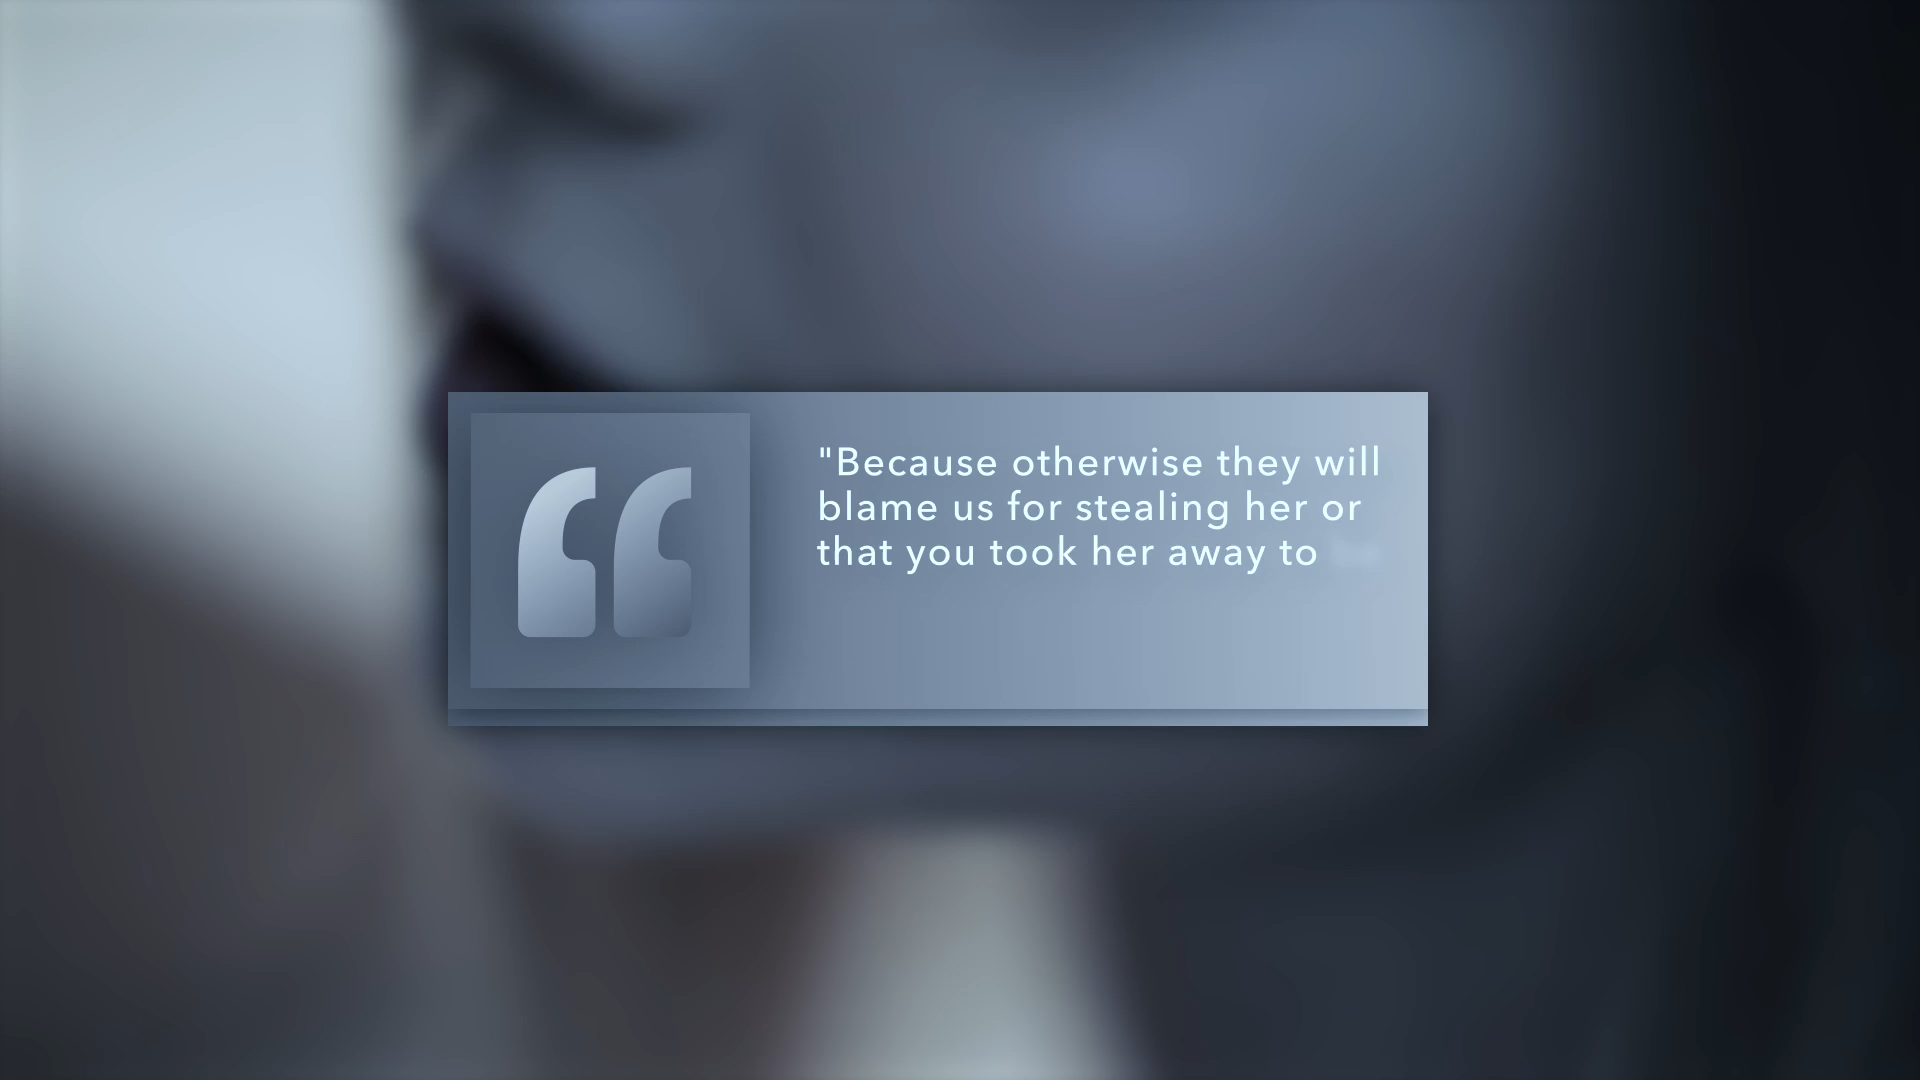 "Because otherwise they will
blame us for stealing her or
that you took her away to